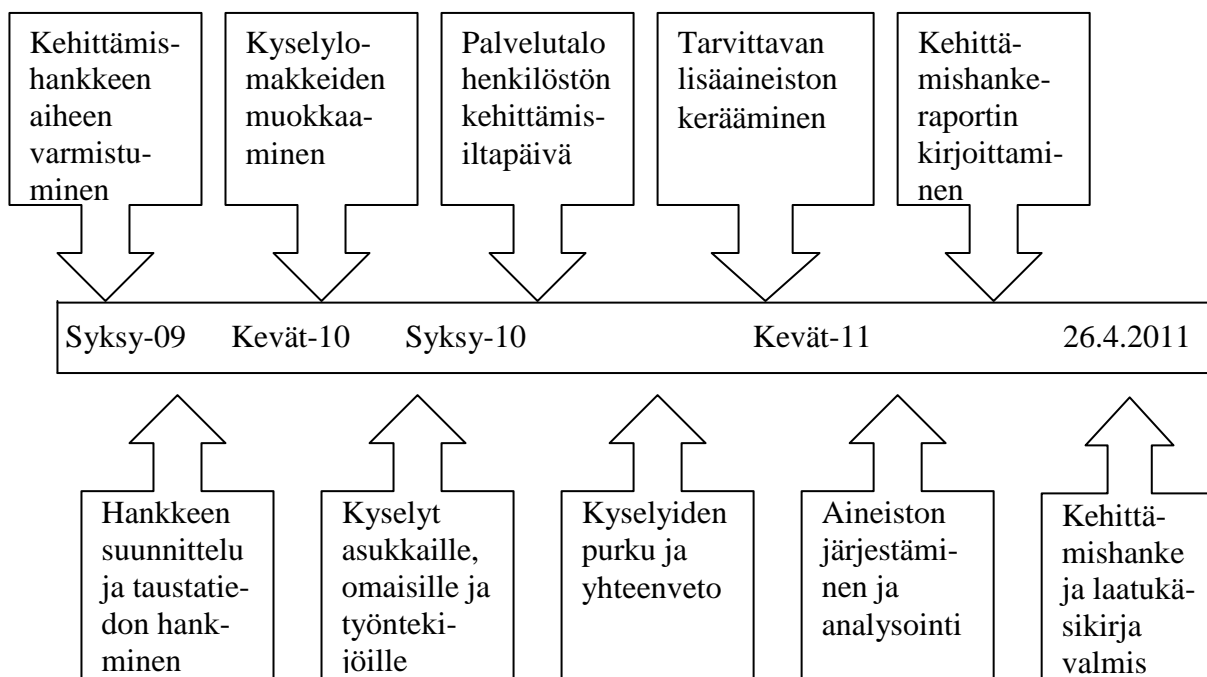 Kehittämis-
hankkeen
aiheen
varmistu-
minen
Kyselylo-
makkeiden
muokkaa-
minen
Palvelutalo
henkilöstön
kehittämis-
iltapäivä
Tarvittavan
lisäaineiston
kerääminen
Kehittä-
mishanke-
raportin
kirjoittami-
nen
Syksy-09 Kevät-10 Syksy-10 Kevät-11 26.4.2011
Hankkeen
suunnittelu
ja taustatie-
don hank-
minen
Kyselyt
asukkaille,
omaisille ja
työnteki-
jöille
Kyselyiden
purku ja
yhteenveto
Aineiston
järjestämi-
nen ja
analysointi
Kehittä-
mishanke
ja laatukä-
sikirja
valmis